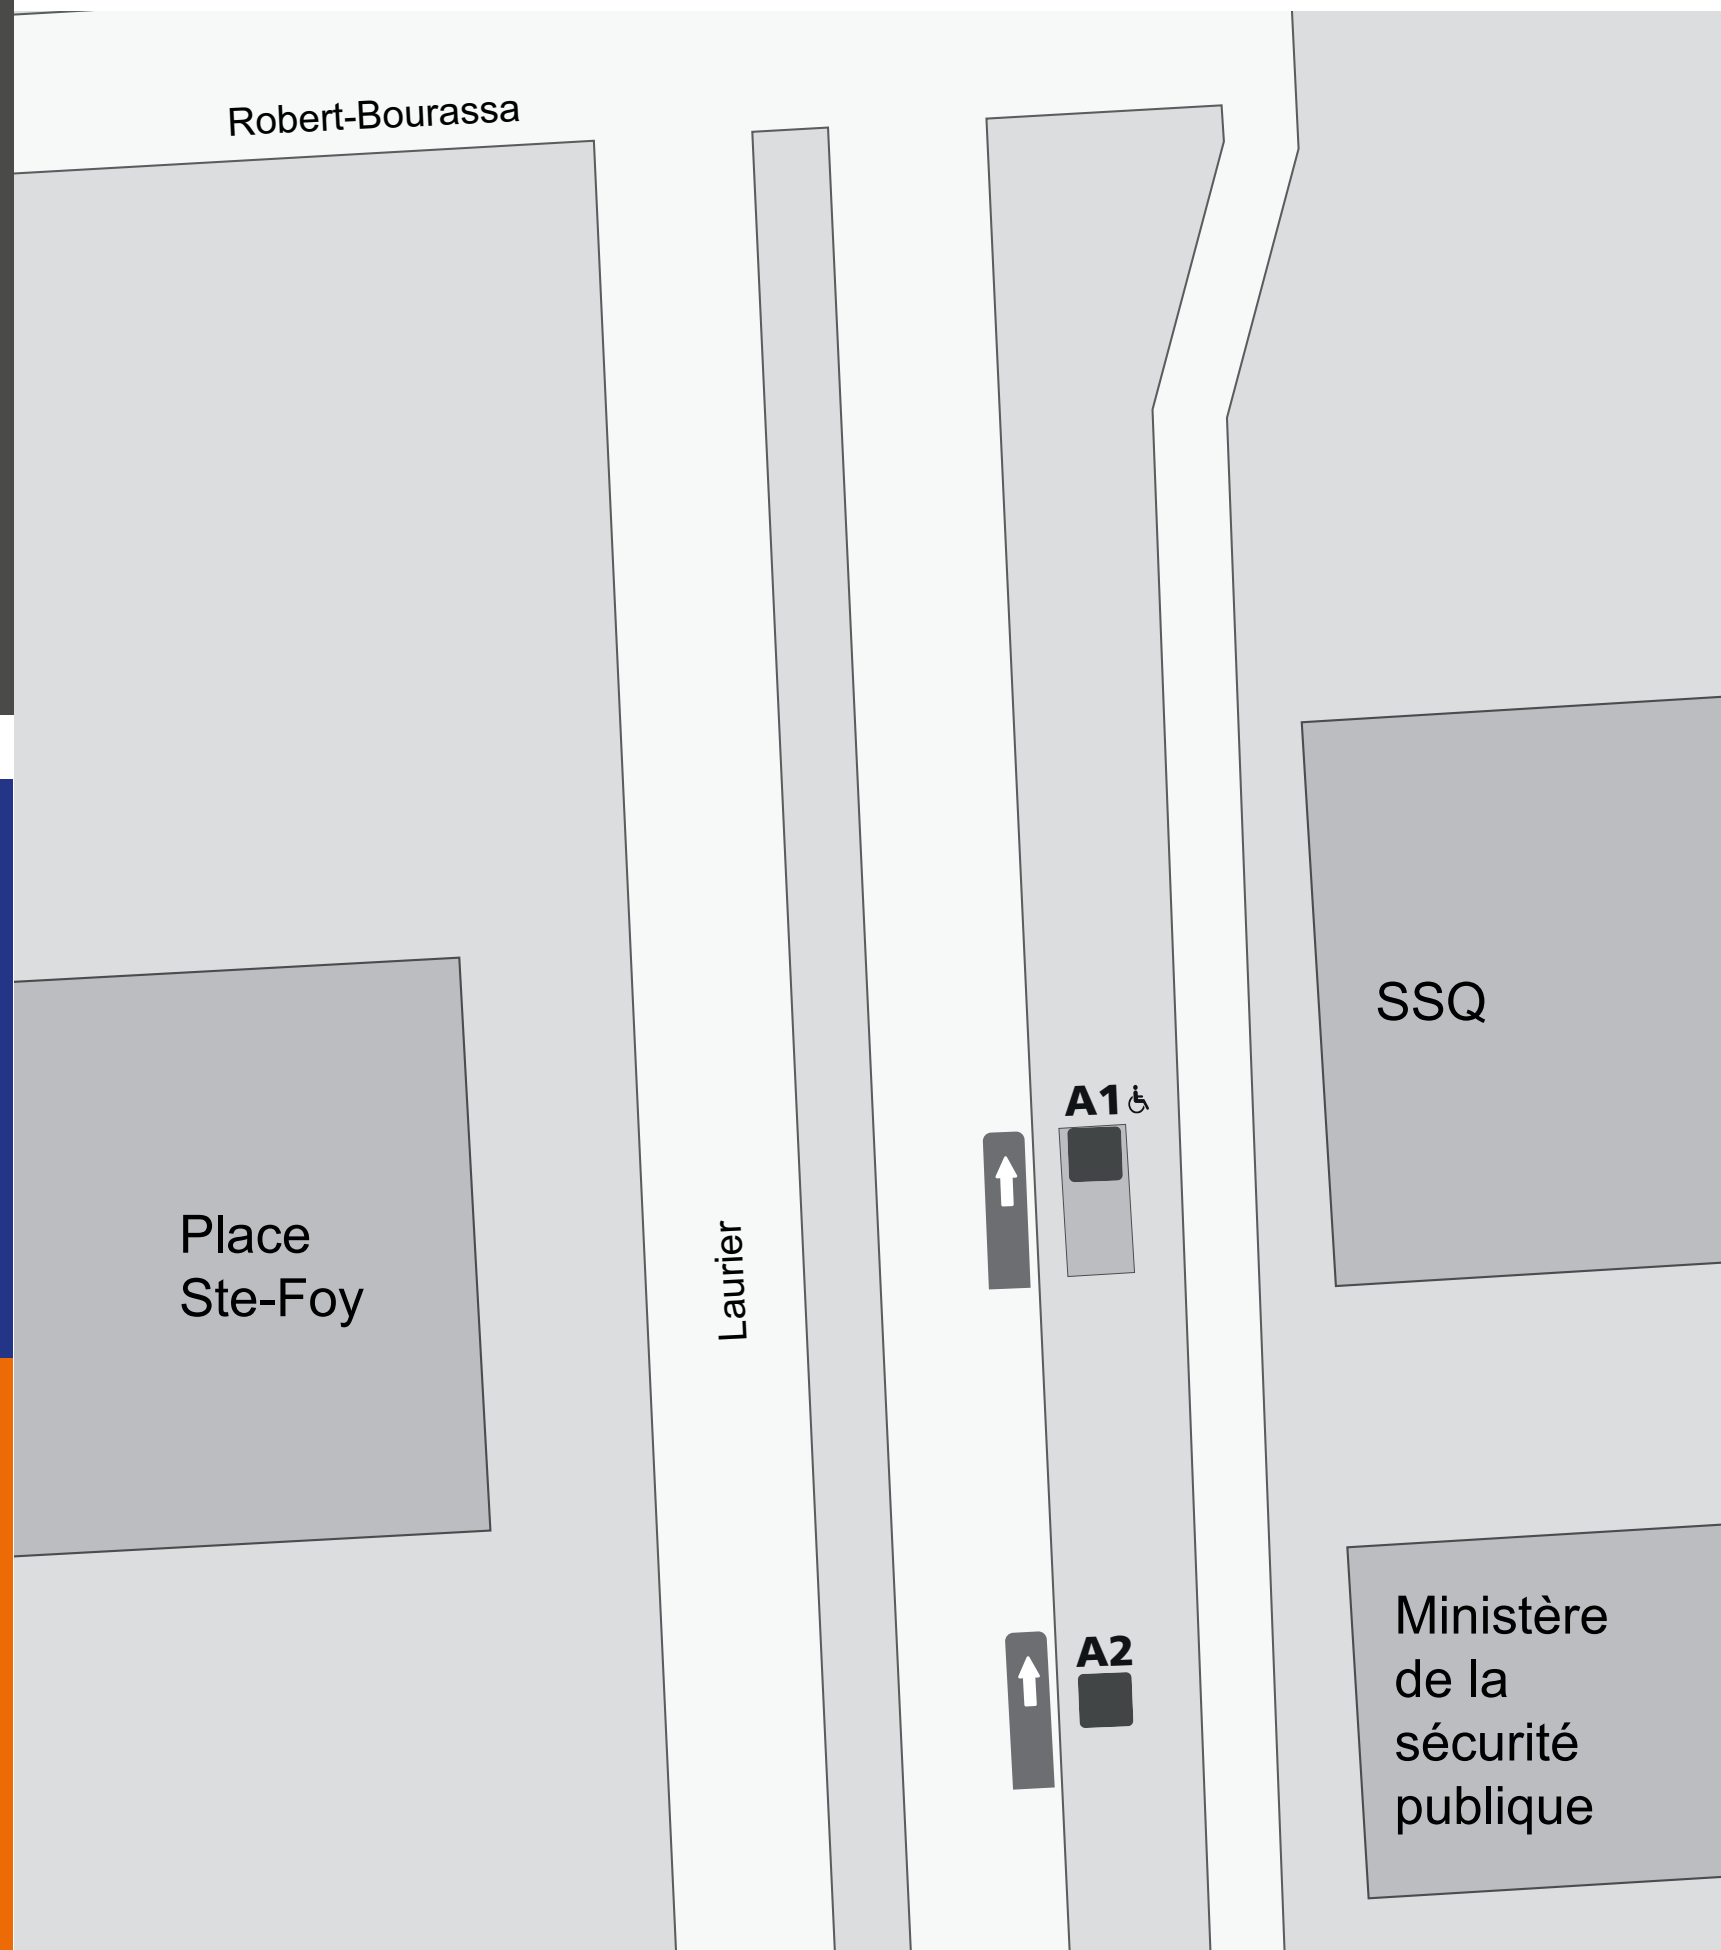 Robert-Bourassa
SSQ
A1
Place
Ste-Foy
Laurier
A2
Ministère
de la
sécurité
publique